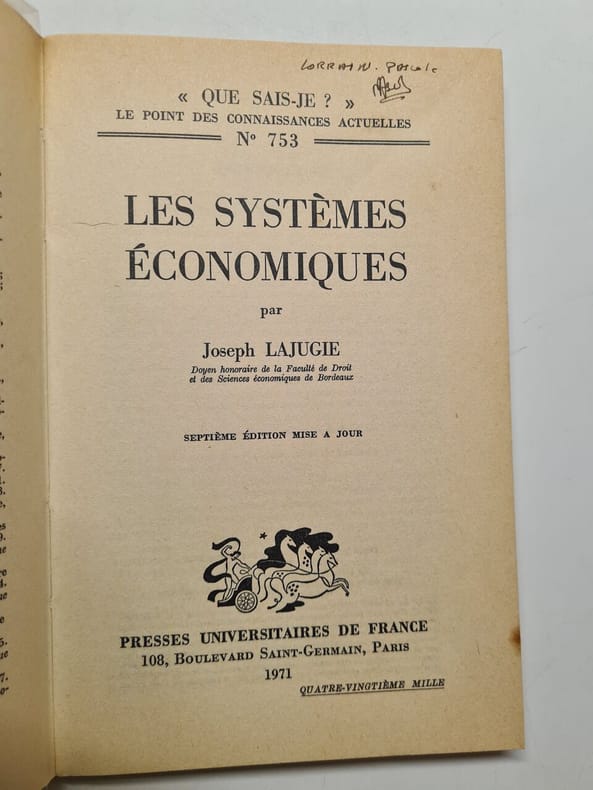 LORRAIN. Pascale
« QUE SAIS-JE ? »
LE POINT DES CONNAISSANCES ACTUELLES
N° 753
LES SYSTÈMES
ÉCONOMIQUES
par
Joseph LAJUGIE
Doyen honoraire de la Faculté de Droit
et des Sciences économiques de Bordeaux
SEPTIÈME ÉDITION MISE A JOUR
PRESSES UNIVERSITAIRES DE FRANCE
108, BOULEVARD SAINT-GERMAIN, PARIS
1971
QUATRE-VINGTIÈME MILLE